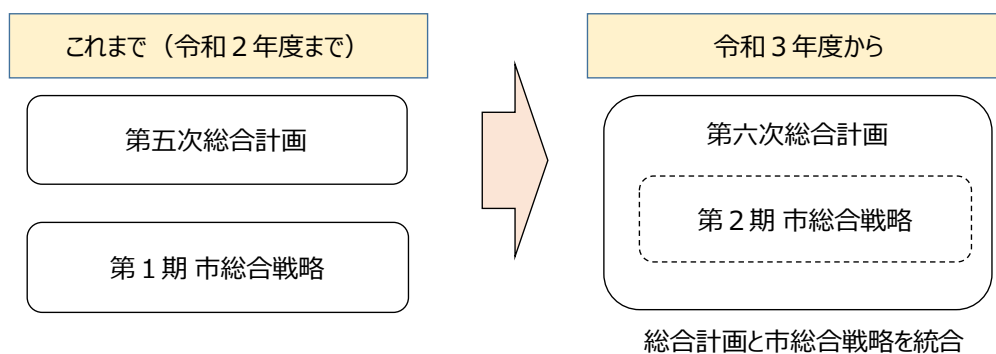 これまで（令和２年度まで）
第五次総合計画
第１期 市総合戦略
令和３年度から
第六次総合計画
第２期 市総合戦略
総合計画と市総合戦略を統合